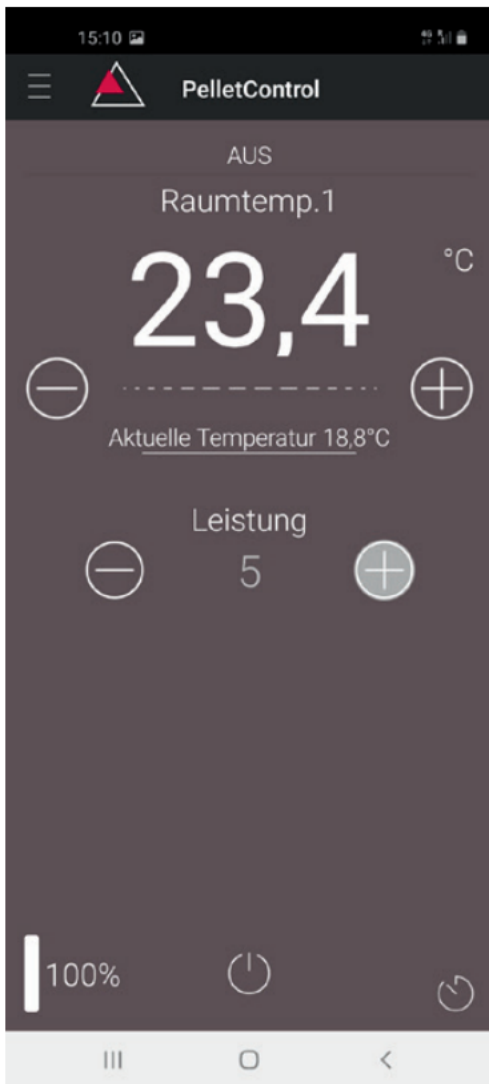 15:10
PelletControl
AUS
Raumtemp.1
23,4 °C
Aktuelle Temperatur 18,8°C
Leistung
5
100%